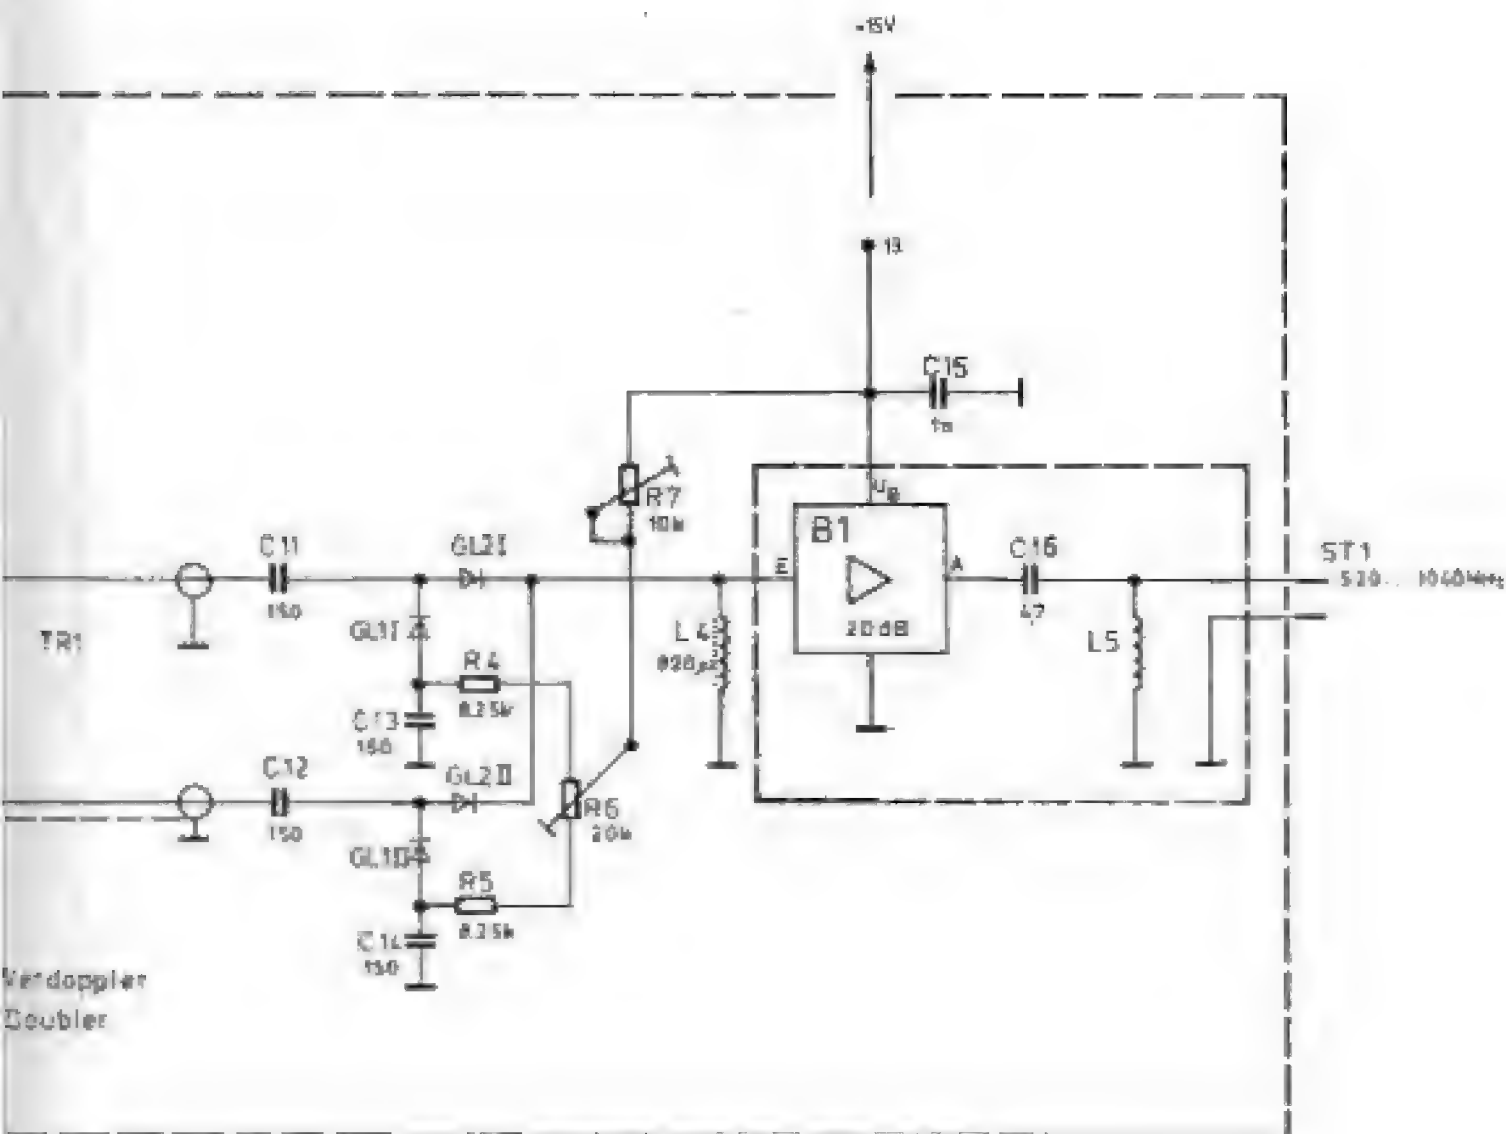 -15V
13
C15
1n
R7
10k
UB
B1
E
A
20dB
C16
47
ST1
520... 1040MHz
C11
150
GL2I
TR1
GL1I
R4
8.25k
L4
L5
C13
150
C12
150
GL2II
R6
20k
GL1II
R5
8.25k
C14
150
Verdoppler
Doubler